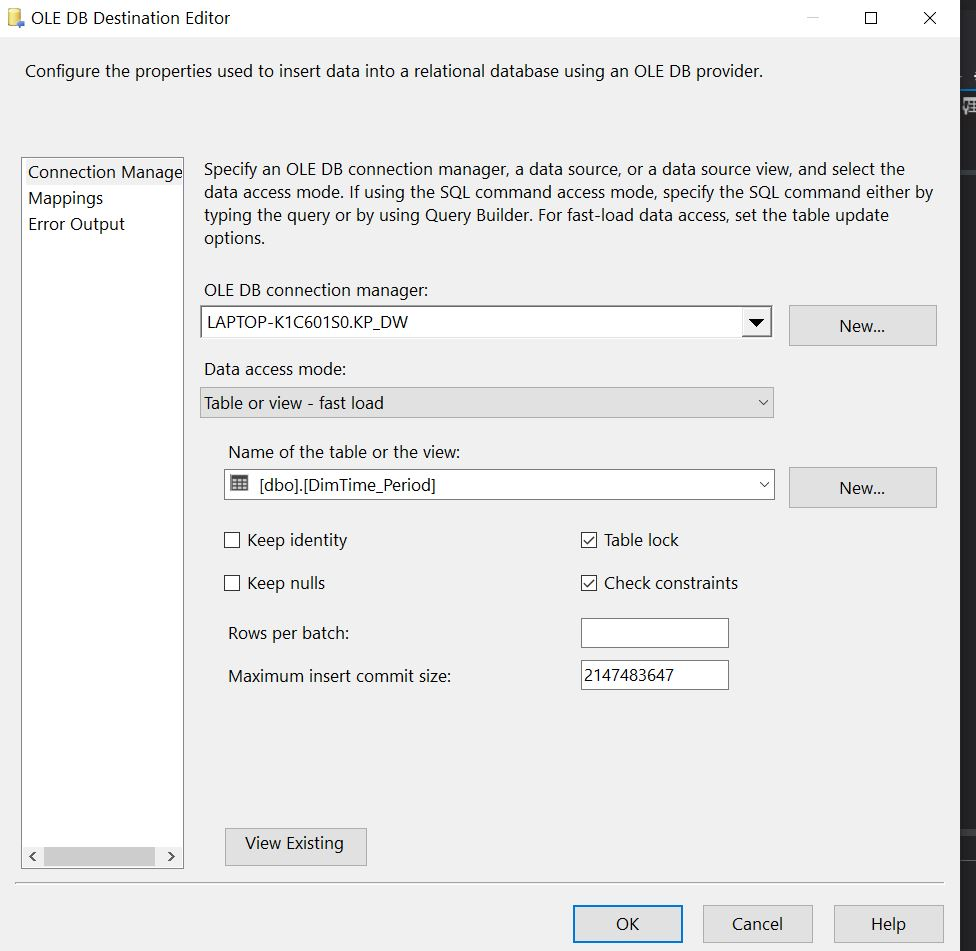 OLE DB Destination Editor
Configure the properties used to insert data into a relational database using an OLE DB provider.
Connection Manage
Mappings
Error Output
Specify an OLE DB connection manager, a data source, or a data source view, and select the
data access mode. If using the SQL command access mode, specify the SQL command either by
typing the query or by using Query Builder. For fast-load data access, set the table update
options.
OLE DB connection manager:
LAPTOP-K1C601S0.KP_DW
New...
Data access mode:
Table or view - fast load
Name of the table or the view:
[dbo].[DimTime_Period]
New...
Keep identity
Table lock
Keep nulls
Check constraints
Rows per batch:
Maximum insert commit size:
2147483647
View Existing
OK
Cancel
Help